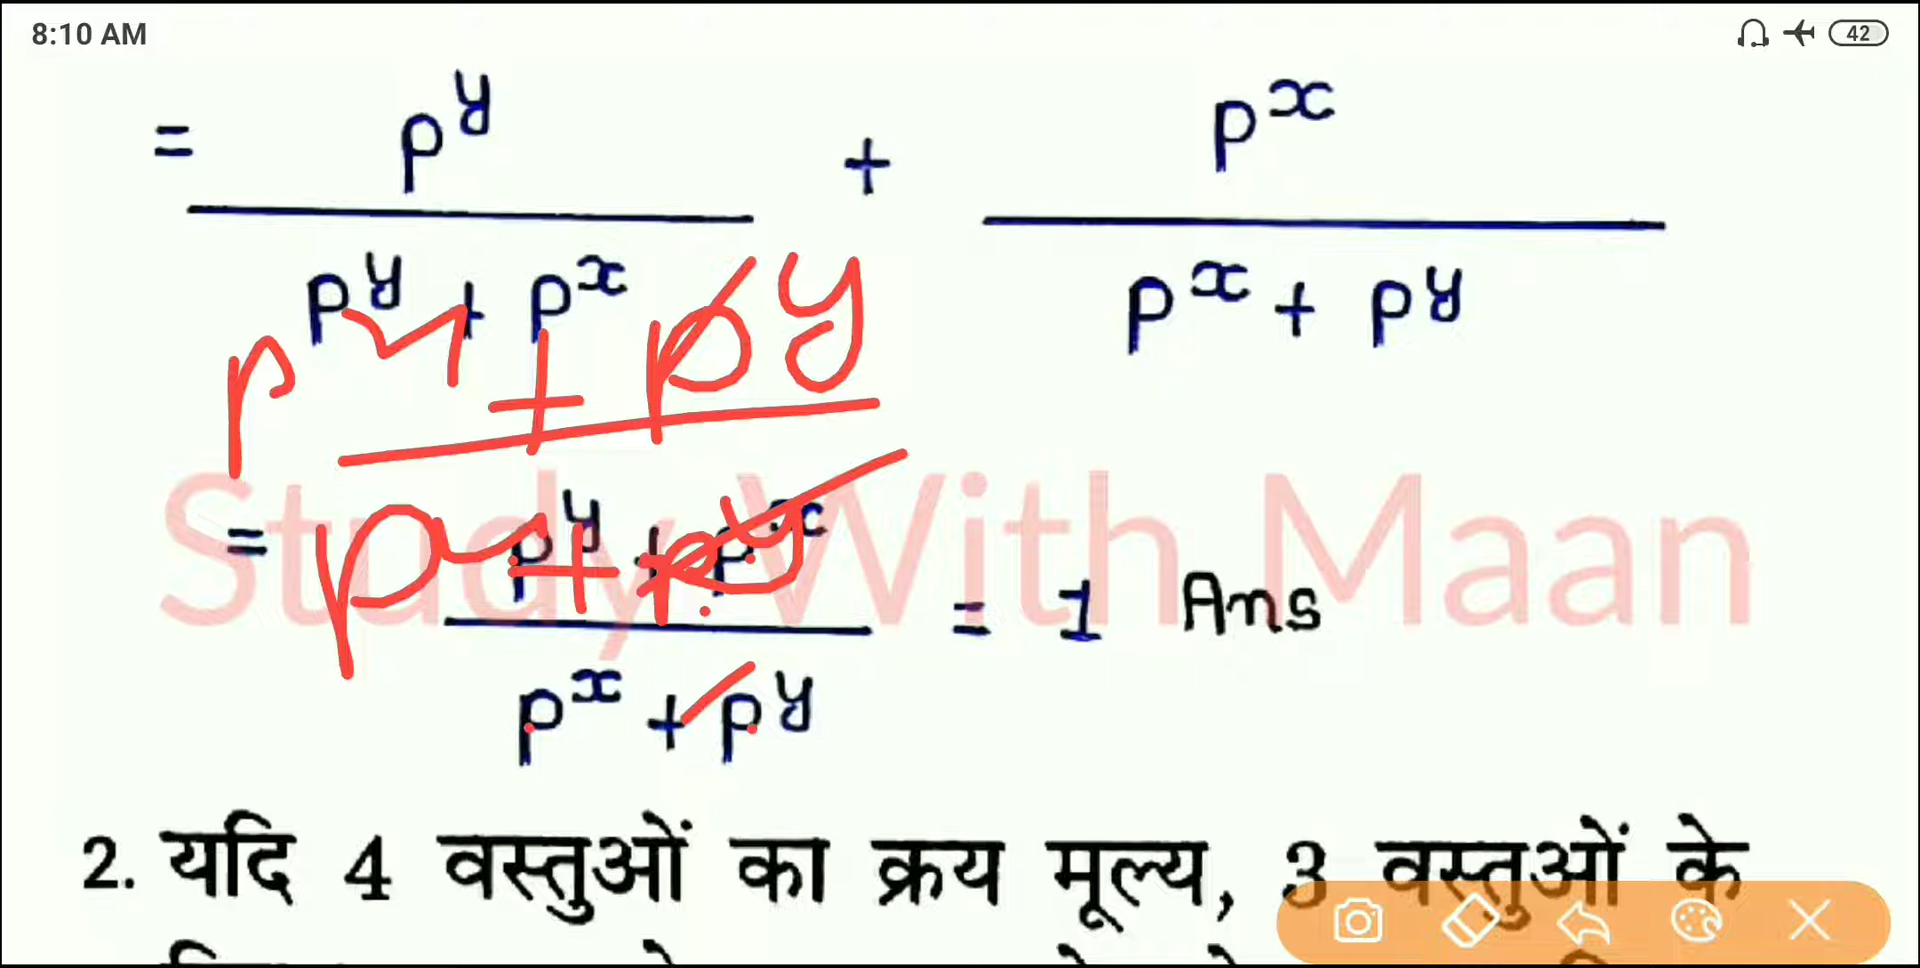 8:10 AM 42
= p^y / (p^y + p^x) + p^x / (p^x + p^y)
p + p^y
= (p^y + p^x) / (p^x + p^y) = 1 Ans
p + p^y
Study With Maan
2. यदि 4 वस्तुओं का क्रय मूल्य, 3 वस्तुओं के